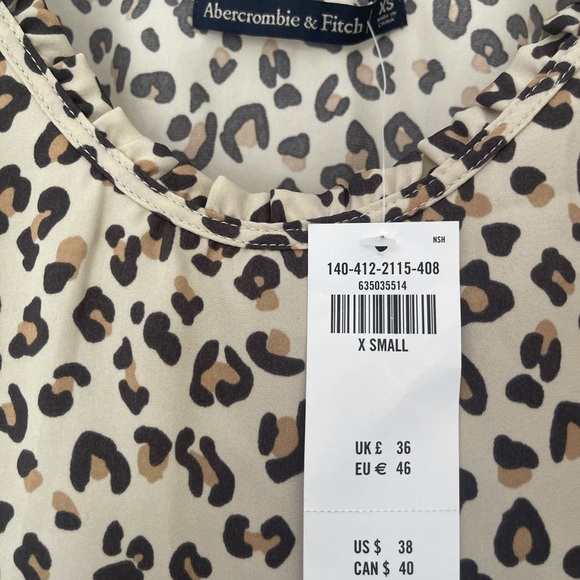 Abercrombie & Fitch
XS
NSH
140-412-2115-408
635035514
X SMALL
UK £ 36
EU € 46
US $ 38
CAN $ 40